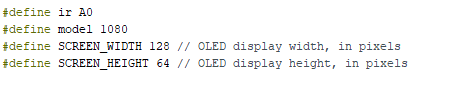 #define ir A0
#define model 1080
#define SCREEN_WIDTH 128 // OLED display width, in pixels
#define SCREEN_HEIGHT 64 // OLED display height, in pixels